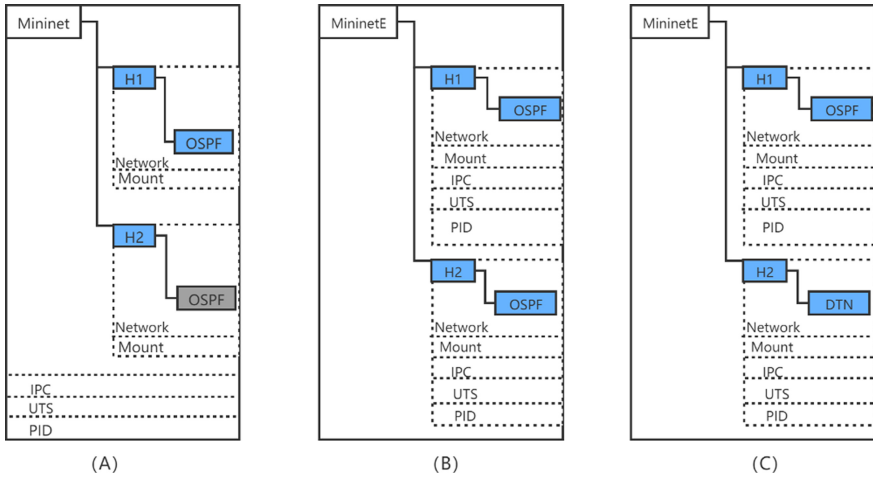 Mininet
H1
OSPF
Network
Mount
H2
OSPF
Network
Mount
IPC
UTS
PID
(A)
MininetE
H1
OSPF
Network
Mount
IPC
UTS
PID
H2
OSPF
Network
Mount
IPC
UTS
PID
(B)
MininetE
H1
OSPF
Network
Mount
IPC
UTS
PID
H2
DTN
Network
Mount
IPC
UTS
PID
(C)